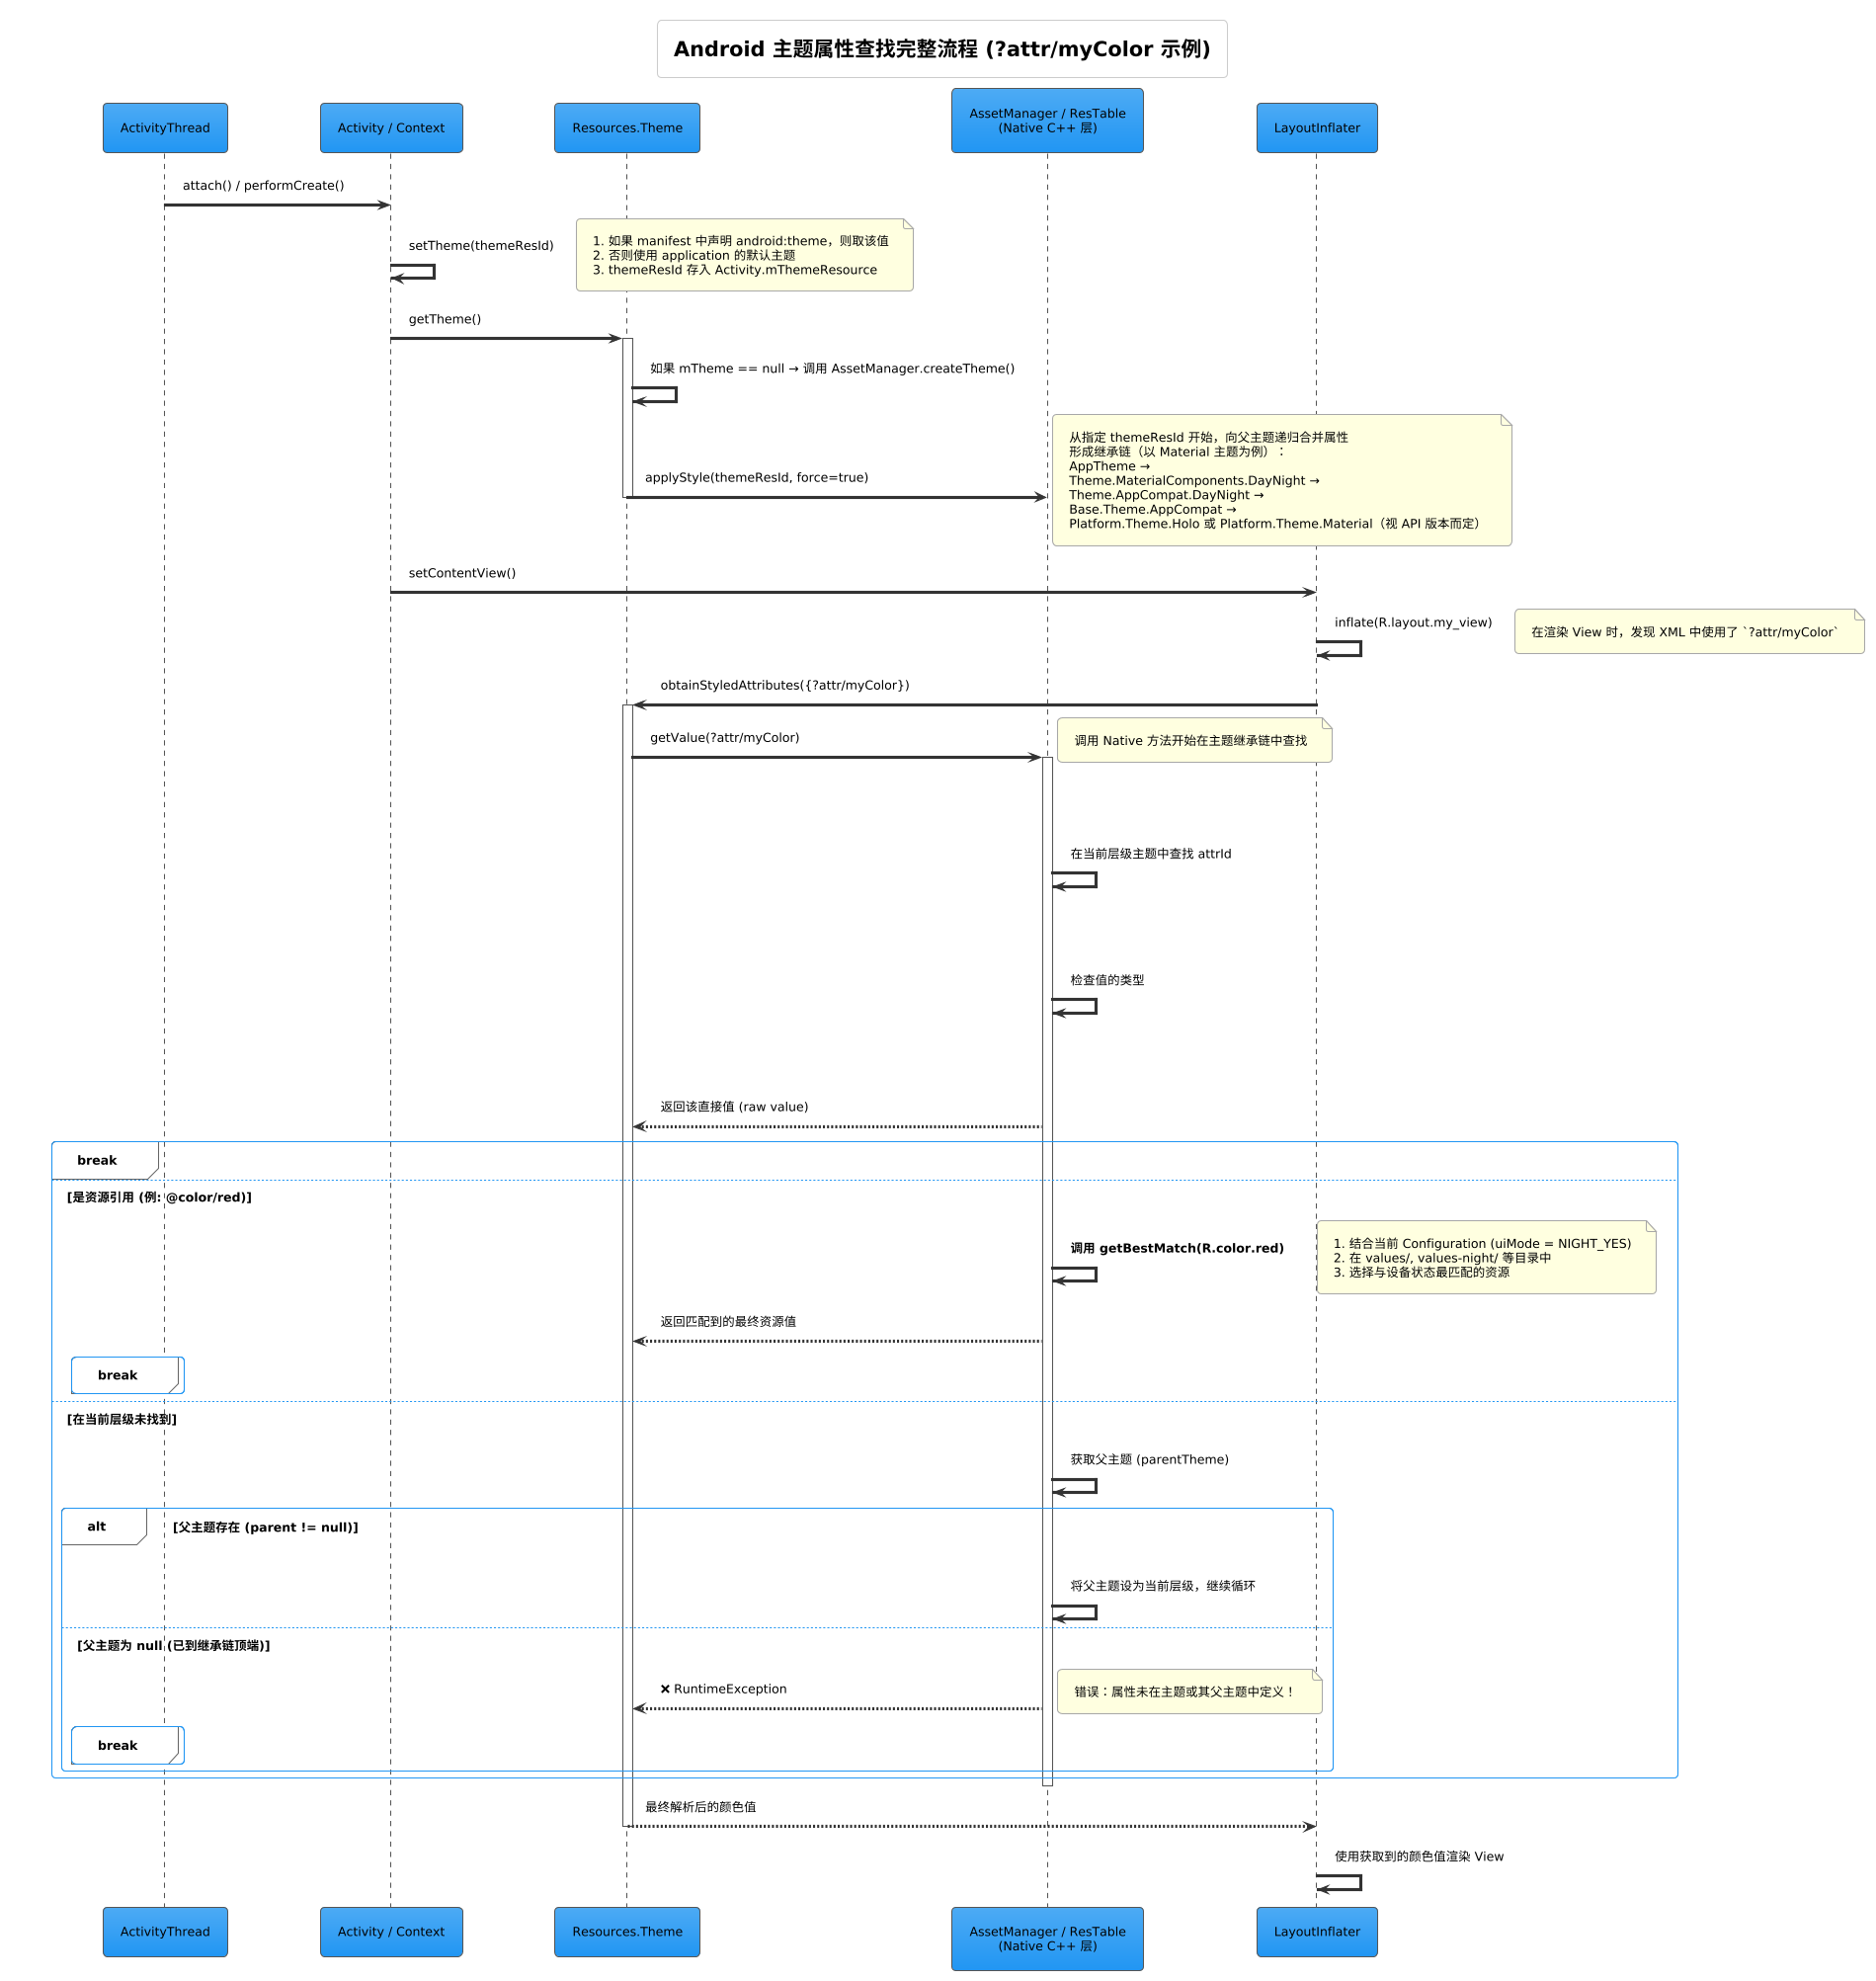 Android 主题属性查找完整流程 (?attr/myColor 示例)
ActivityThread
Activity / Context
Resources.Theme
AssetManager / ResTable
(Native C++ 层)
LayoutInflater
attach() / performCreate()
setTheme(themeResId)
1. 如果 manifest 中声明 android:theme，则取该值
2. 否则使用 application 的默认主题
3. themeResId 存入 Activity.mThemeResource
getTheme()
如果 mTheme == null → 调用 AssetManager.createTheme()
从指定 themeResId 开始，向父主题递归合并属性
形成继承链（以 Material 主题为例）：
AppTheme →
Theme.MaterialComponents.DayNight →
Theme.AppCompat.DayNight →
Base.Theme.AppCompat →
Platform.Theme.Holo 或 Platform.Theme.Material（视 API 版本而定）
applyStyle(themeResId, force=true)
setContentView()
inflate(R.layout.my_view)
在渲染 View 时，发现 XML 中使用了 `?attr/myColor`
obtainStyledAttributes({?attr/myColor})
getValue(?attr/myColor)
调用 Native 方法开始在主题继承链中查找
在当前层级主题中查找 attrId
检查值的类型
返回该直接值 (raw value)
break
[是资源引用 (例: @color/red)]
调用 getBestMatch(R.color.red)
1. 结合当前 Configuration (uiMode = NIGHT_YES)
2. 在 values/, values-night/ 等目录中
3. 选择与设备状态最匹配的资源
返回匹配到的最终资源值
break
[在当前层级未找到]
获取父主题 (parentTheme)
alt
[父主题存在 (parent != null)]
将父主题设为当前层级，继续循环
[父主题为 null (已到继承链顶端)]
❌ RuntimeException
错误：属性未在主题或其父主题中定义！
break
最终解析后的颜色值
使用获取到的颜色值渲染 View
ActivityThread
Activity / Context
Resources.Theme
AssetManager / ResTable
(Native C++ 层)
LayoutInflater